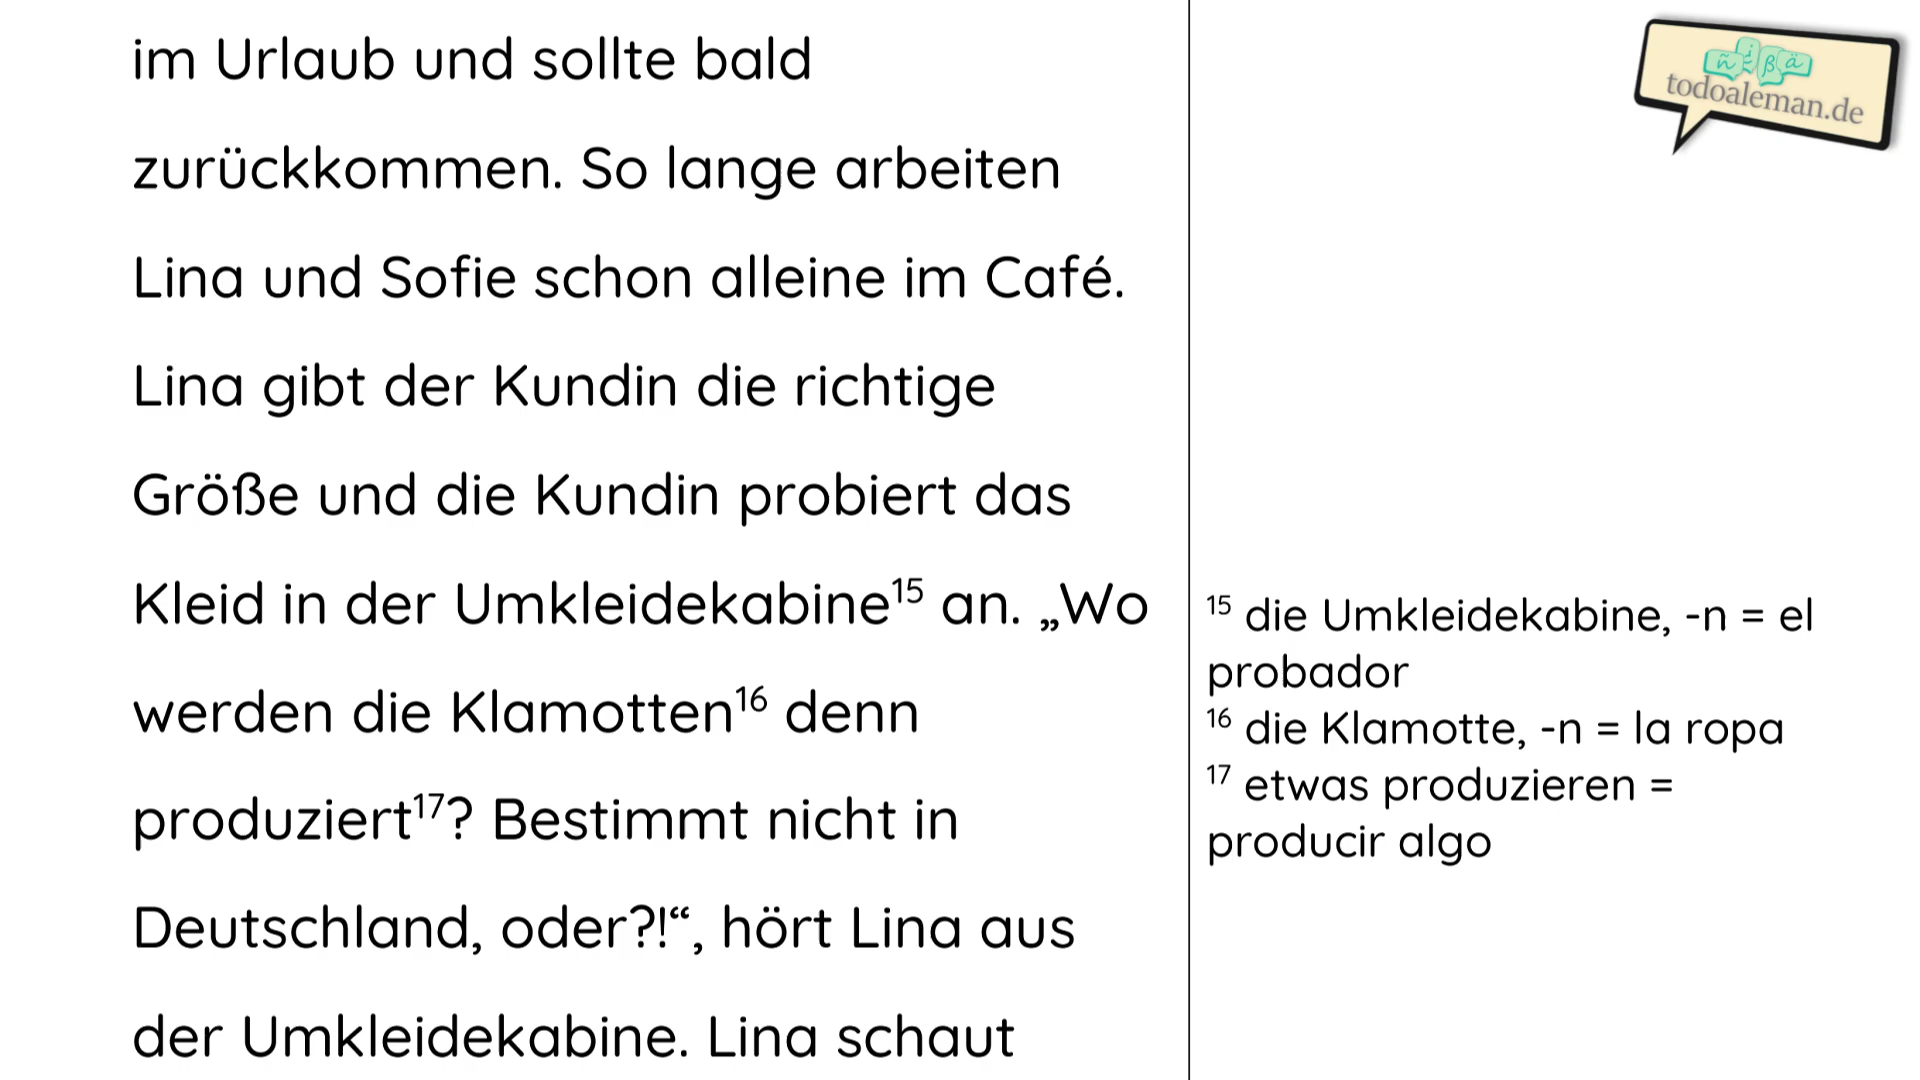 im Urlaub und sollte bald
zurückkommen. So lange arbeiten
Lina und Sofie schon alleine im Café.
Lina gibt der Kundin die richtige
Größe und die Kundin probiert das
Kleid in der Umkleidekabine¹⁵ an. „Wo
werden die Klamotten¹⁶ denn
produziert¹⁷? Bestimmt nicht in
Deutschland, oder?!“, hört Lina aus
der Umkleidekabine. Lina schaut
¹⁵ die Umkleidekabine, -n = el
probador
¹⁶ die Klamotte, -n = la ropa
¹⁷ etwas produzieren =
producir algo
ñ ß ä
todoaleman.de